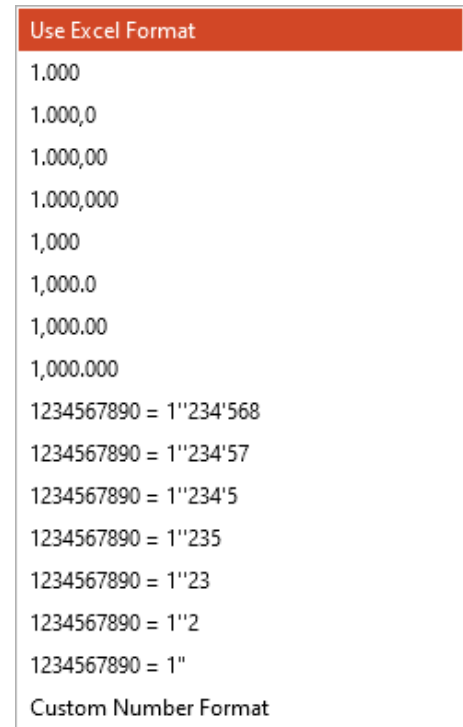 Use Excel Format
1.000
1.000,0
1.000,00
1.000,000
1,000
1,000.0
1,000.00
1,000.000
1234567890 = 1''234'568
1234567890 = 1''234'57
1234567890 = 1''234'5
1234567890 = 1''235
1234567890 = 1''23
1234567890 = 1''2
1234567890 = 1"
Custom Number Format